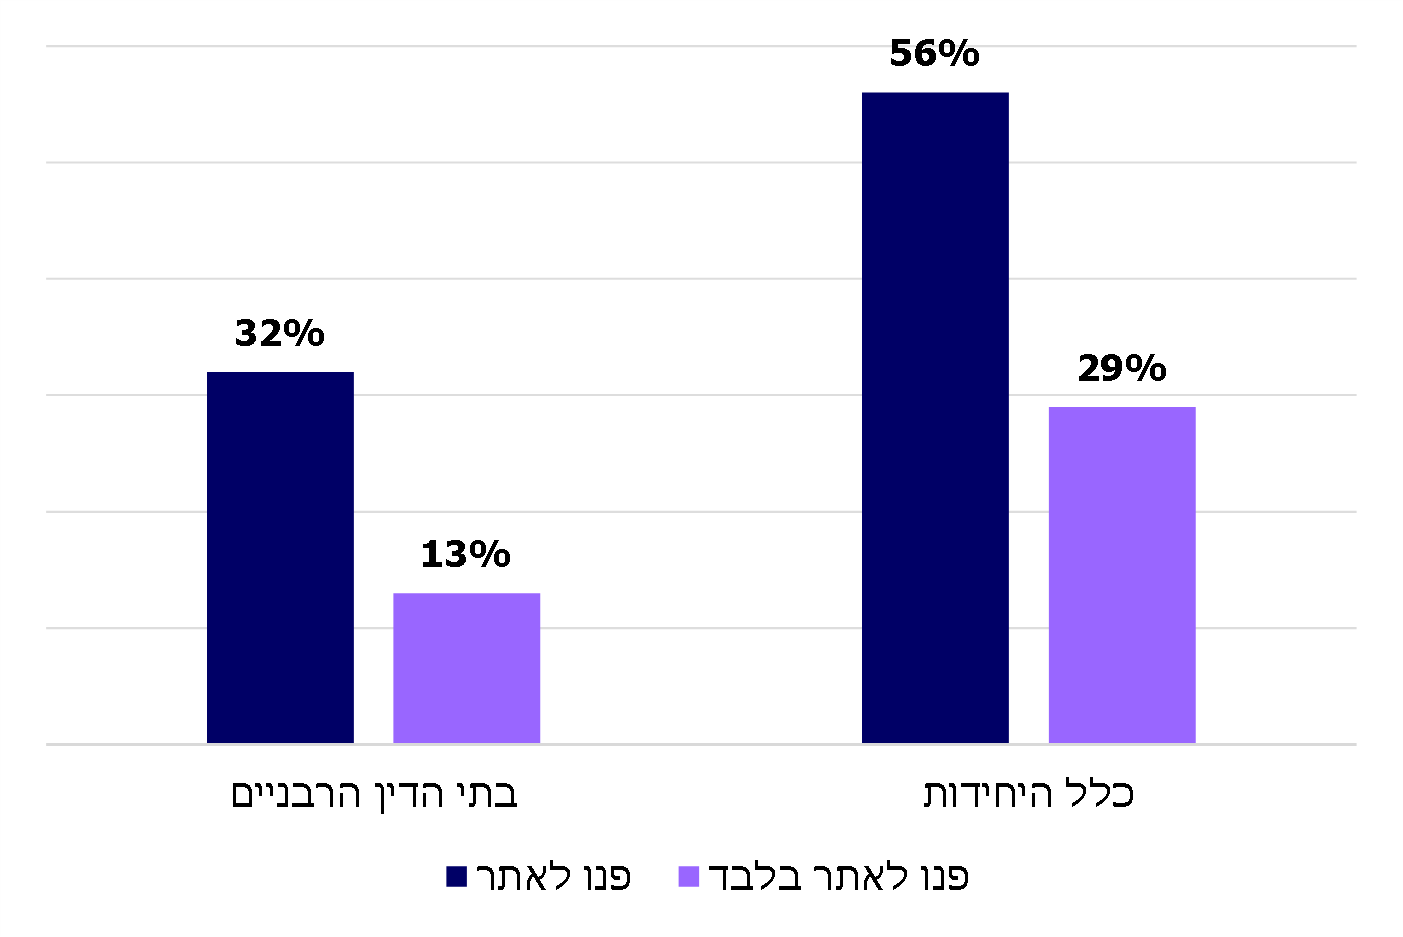 56%
32%
29%
13%
בתי הדין הרבניים
כלל היחידות
פנו לאתר
פנו לאתר בלבד